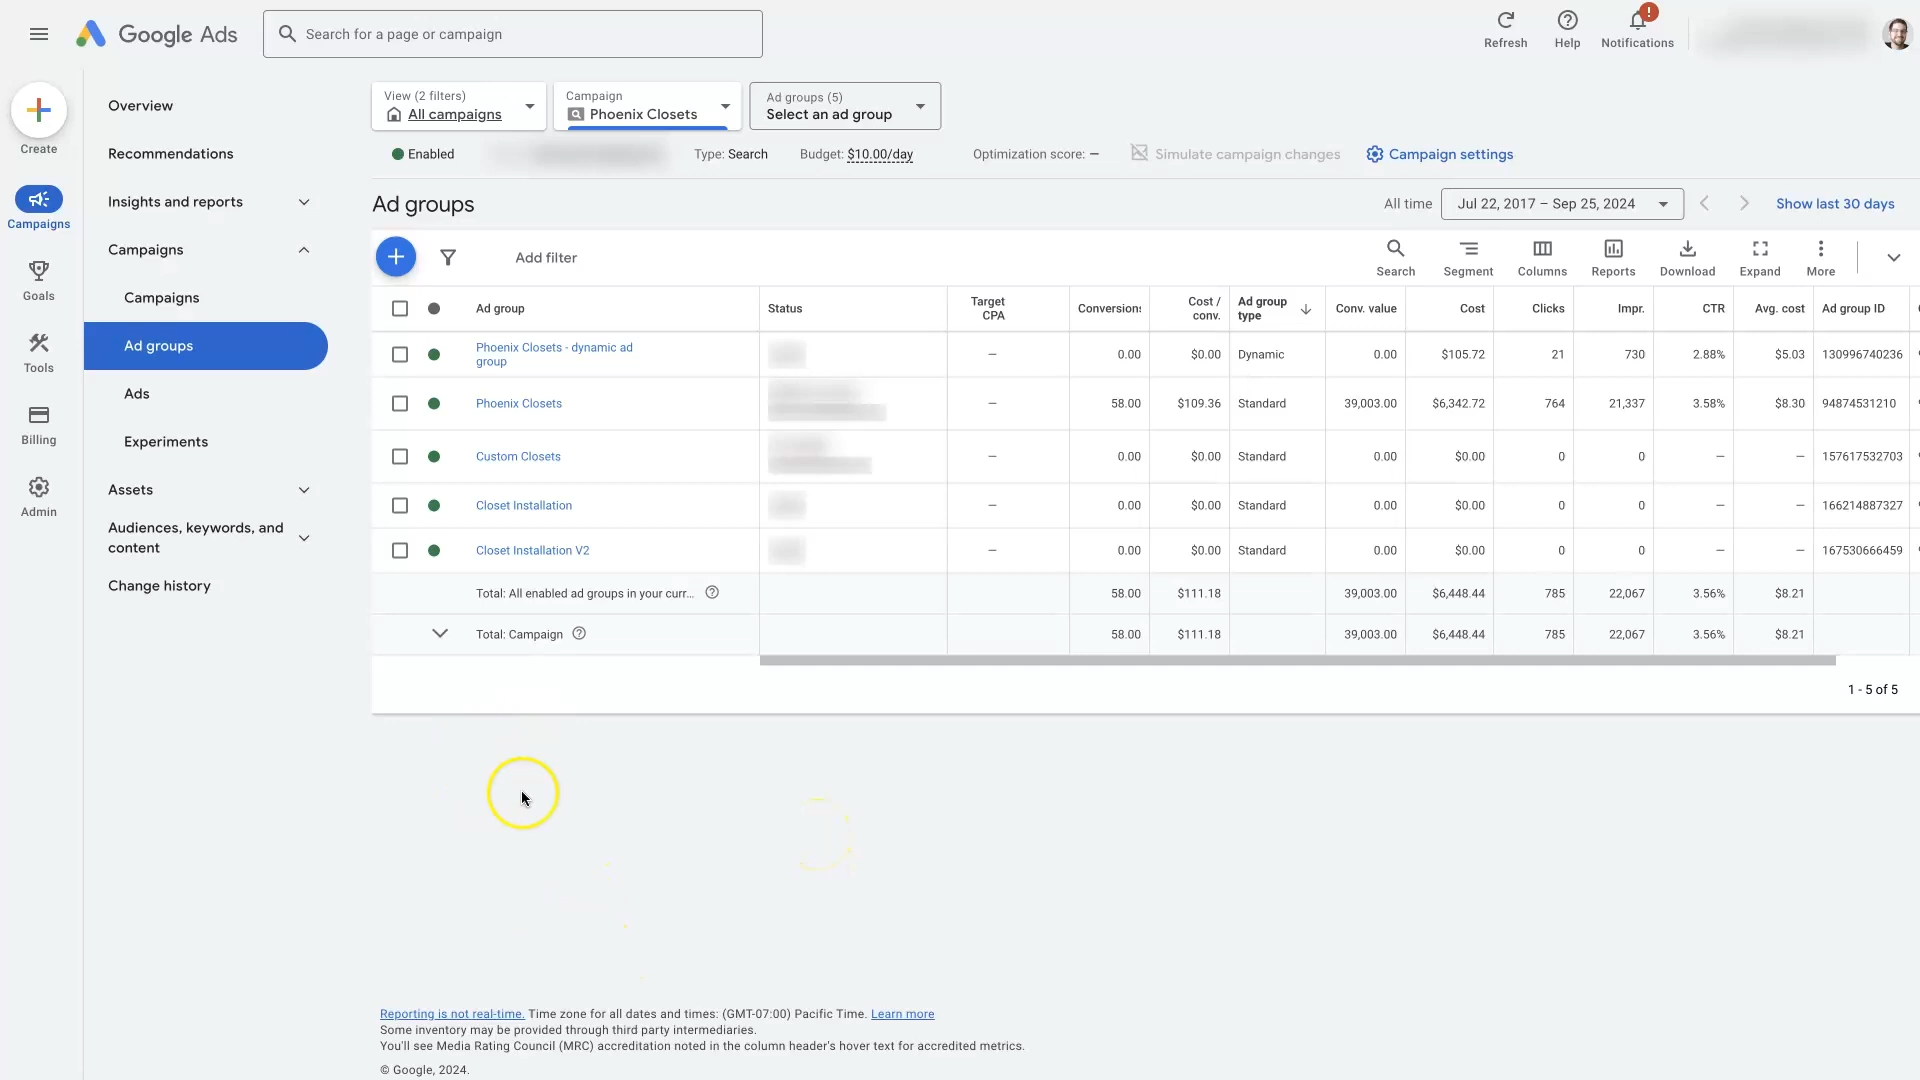 Google Ads
Search for a page or campaign
Refresh
Help
Notifications
!
Create
Campaigns
Goals
Tools
Billing
Admin
Overview
Recommendations
Insights and reports
Campaigns
Campaigns
Ad groups
Ads
Experiments
Assets
Audiences, keywords, and
content
Change history
View (2 filters)
All campaigns
Campaign
Phoenix Closets
Ad groups (5)
Select an ad group
Enabled
Type: Search
Budget: $10.00/day
Optimization score: —
Simulate campaign changes
Campaign settings
Ad groups
All time
Jul 22, 2017 – Sep 25, 2024
Show last 30 days
Add filter
Search
Segment
Columns
Reports
Download
Expand
More
Ad group Status Target CPA Conversions Cost / conv. Ad group type Conv. value Cost Clicks Impr. CTR Avg. cost Ad group ID
Phoenix Closets - dynamic ad
group
— 0.00 $0.00 Dynamic 0.00 $105.72 21 730 2.88% $5.03 130996740236
Phoenix Closets — 58.00 $109.36 Standard 39,003.00 $6,342.72 764 21,337 3.58% $8.30 94874531210
Custom Closets — 0.00 $0.00 Standard 0.00 $0.00 0 0 — — 157617532703
Closet Installation — 0.00 $0.00 Standard 0.00 $0.00 0 0 — — 166214887327
Closet Installation V2 — 0.00 $0.00 Standard 0.00 $0.00 0 0 — — 167530666459
Total: All enabled ad groups in your curr... 58.00 $111.18 39,003.00 $6,448.44 785 22,067 3.56% $8.21
Total: Campaign 58.00 $111.18 39,003.00 $6,448.44 785 22,067 3.56% $8.21
1 - 5 of 5
Reporting is not real-time. Time zone for all dates and times: (GMT-07:00) Pacific Time. Learn more
Some inventory may be provided through third party intermediaries.
You'll see Media Rating Council (MRC) accreditation noted in the column header's hover text for accredited metrics.
© Google, 2024.